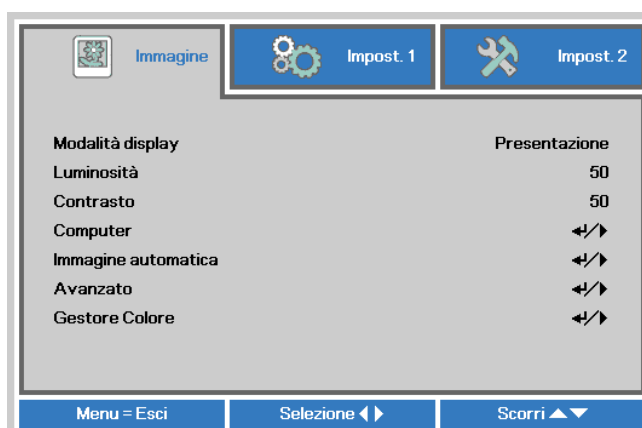 Immagine Impost. 1 Impost. 2
Modalità display Presentazione
Luminosità 50
Contrasto 50
Computer
Immagine automatica
Avanzato
Gestore Colore
Menu = Esci Selezione Scorri